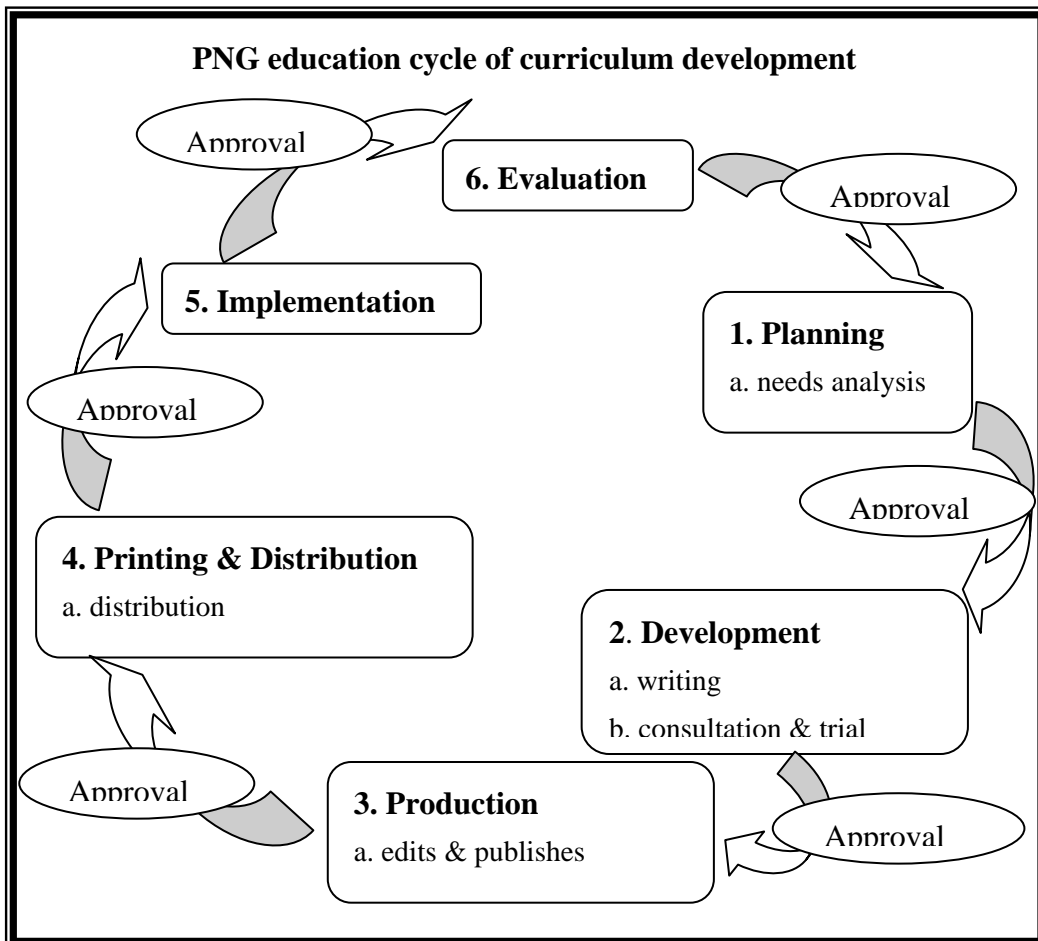 PNG education cycle of curriculum development
Approval
6. Evaluation
Approval
5. Implementation
1. Planning
a. needs analysis
Approval
Approval
4. Printing & Distribution
a. distribution
2. Development
a. writing
b. consultation & trial
Approval
3. Production
a. edits & publishes
Approval